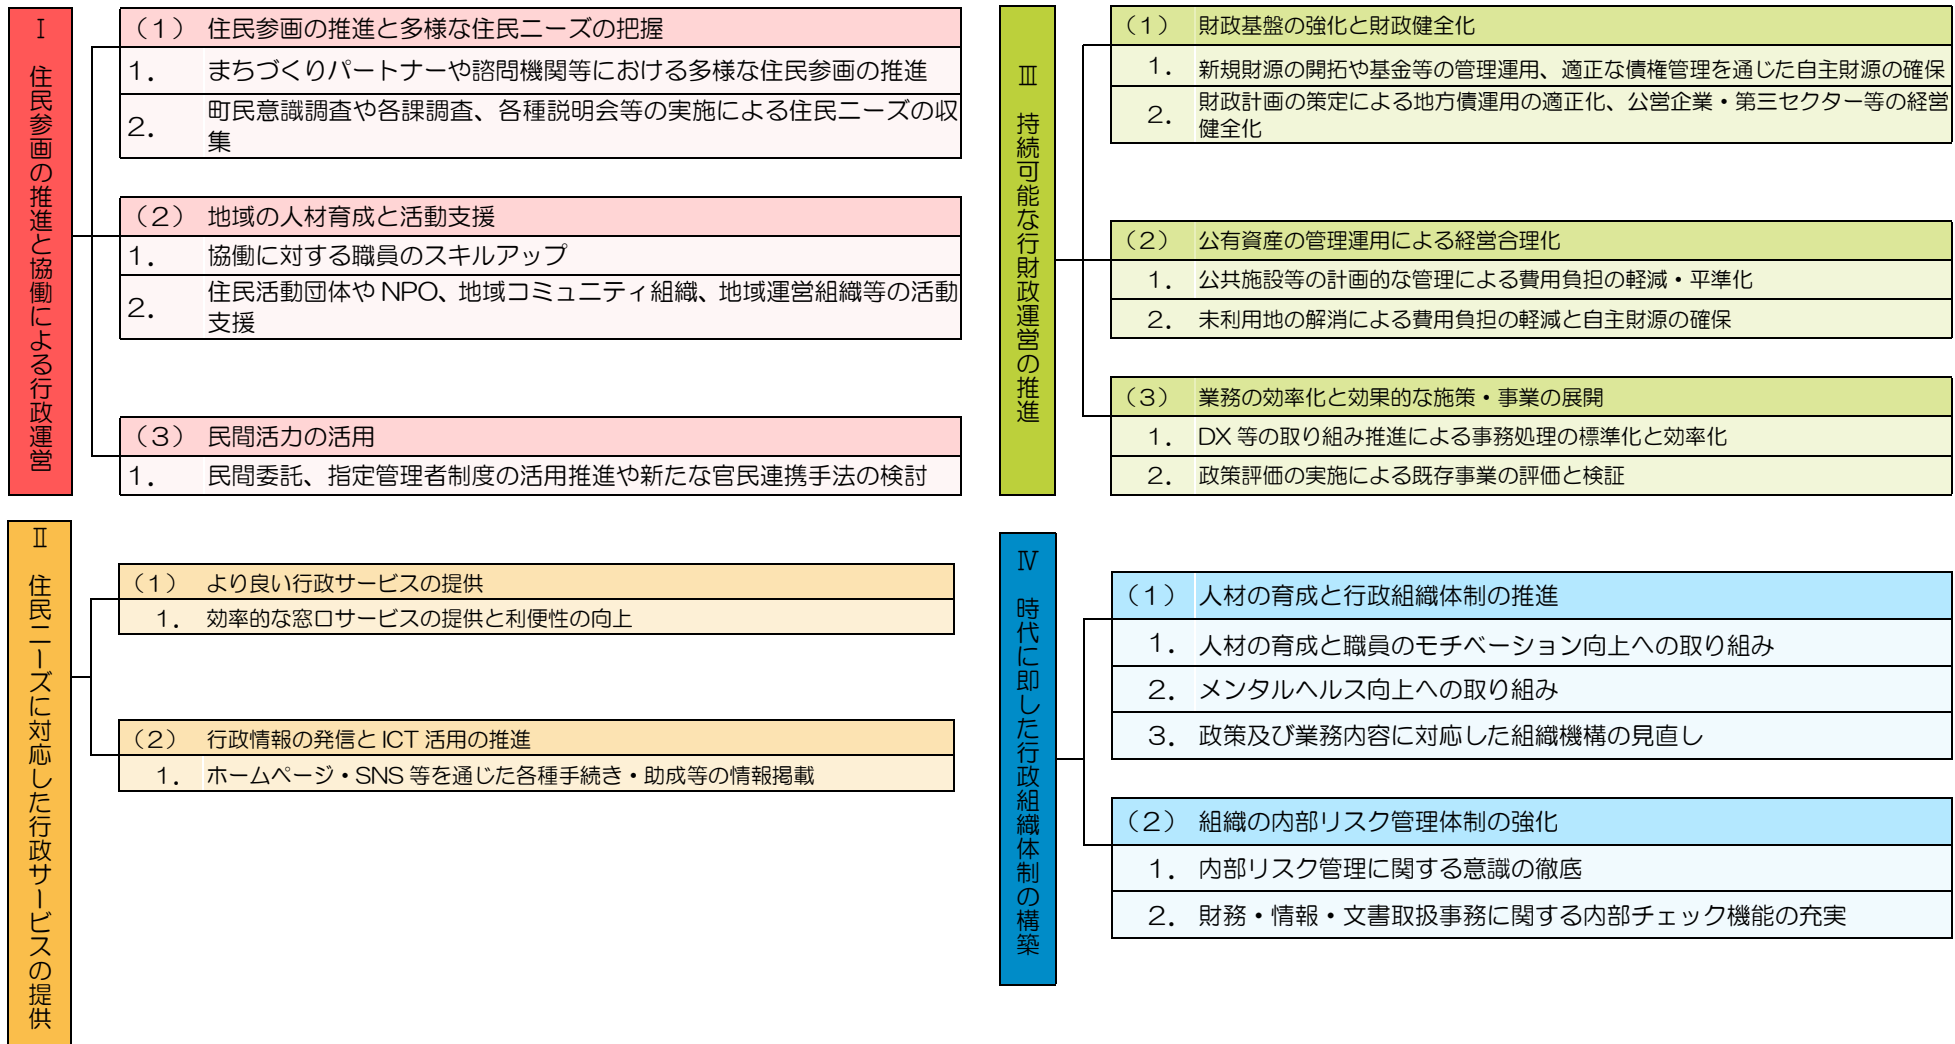 Ⅰ 住民参画の推進と協働による行政運営
（１） 住民参画の推進と多様な住民ニーズの把握
１． まちづくりパートナーや諮問機関等における多様な住民参画の推進
２． 町民意識調査や各課調査、各種説明会等の実施による住民ニーズの収
集
（２） 地域の人材育成と活動支援
１． 協働に対する職員のスキルアップ
２． 住民活動団体や NPO、地域コミュニティ組織、地域運営組織等の活動
支援
（３） 民間活力の活用
１． 民間委託、指定管理者制度の活用推進や新たな官民連携手法の検討
Ⅱ 住民ニーズに対応した行政サービスの提供
（１） より良い行政サービスの提供
１． 効率的な窓口サービスの提供と利便性の向上
（２） 行政情報の発信と ICT 活用の推進
１． ホームページ・SNS 等を通じた各種手続き・助成等の情報掲載
Ⅲ 持続可能な行財政運営の推進
（１） 財政基盤の強化と財政健全化
１． 新規財源の開拓や基金等の管理運用、適正な債権管理を通じた自主財源の確保
２． 財政計画の策定による地方債運用の適正化、公営企業・第三セクター等の経営
健全化
（２） 公有資産の管理運用による経営合理化
１． 公共施設等の計画的な管理による費用負担の軽減・平準化
２． 未利用地の解消による費用負担の軽減と自主財源の確保
（３） 業務の効率化と効果的な施策・事業の展開
１． DX 等の取り組み推進による事務処理の標準化と効率化
２． 政策評価の実施による既存事業の評価と検証
Ⅳ 時代に即した行政組織体制の構築
（１） 人材の育成と行政組織体制の推進
１． 人材の育成と職員のモチベーション向上への取り組み
２． メンタルヘルス向上への取り組み
３． 政策及び業務内容に対応した組織機構の見直し
（２） 組織の内部リスク管理体制の強化
１． 内部リスク管理に関する意識の徹底
２． 財務・情報・文書取扱事務に関する内部チェック機能の充実